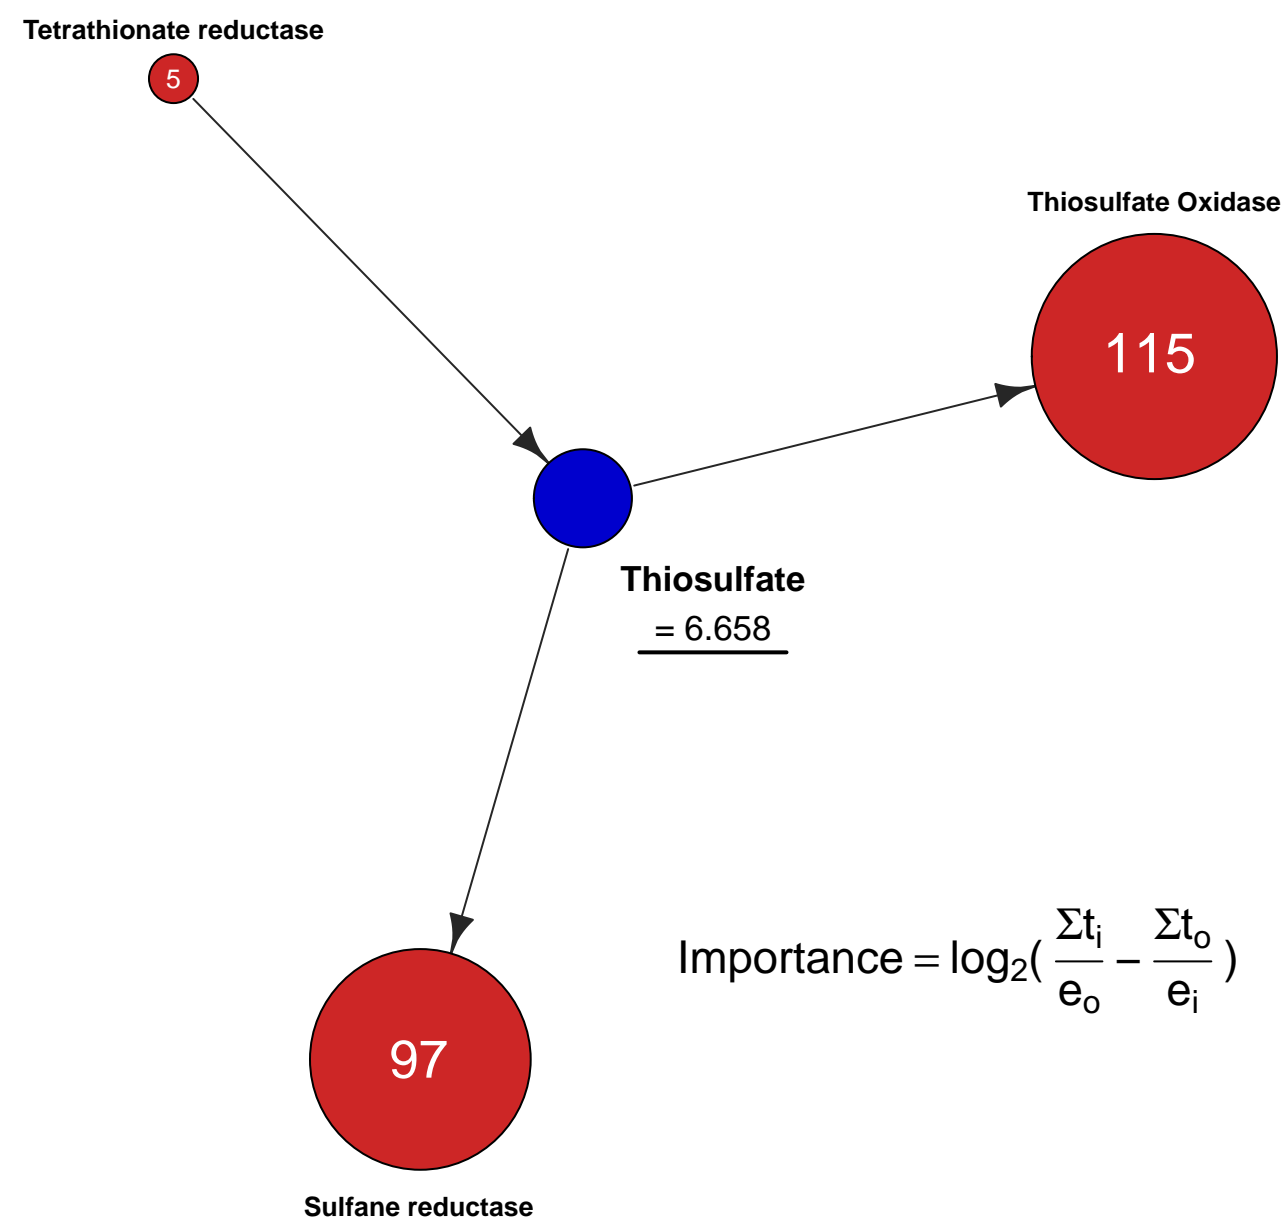 Tetrathionate reductase
5
Thiosulfate Oxidase
115
Thiosulfate
= 6.658
Importance = log₂( Σtᵢ/eₒ − Σtₒ/eᵢ )
97
Sulfane reductase